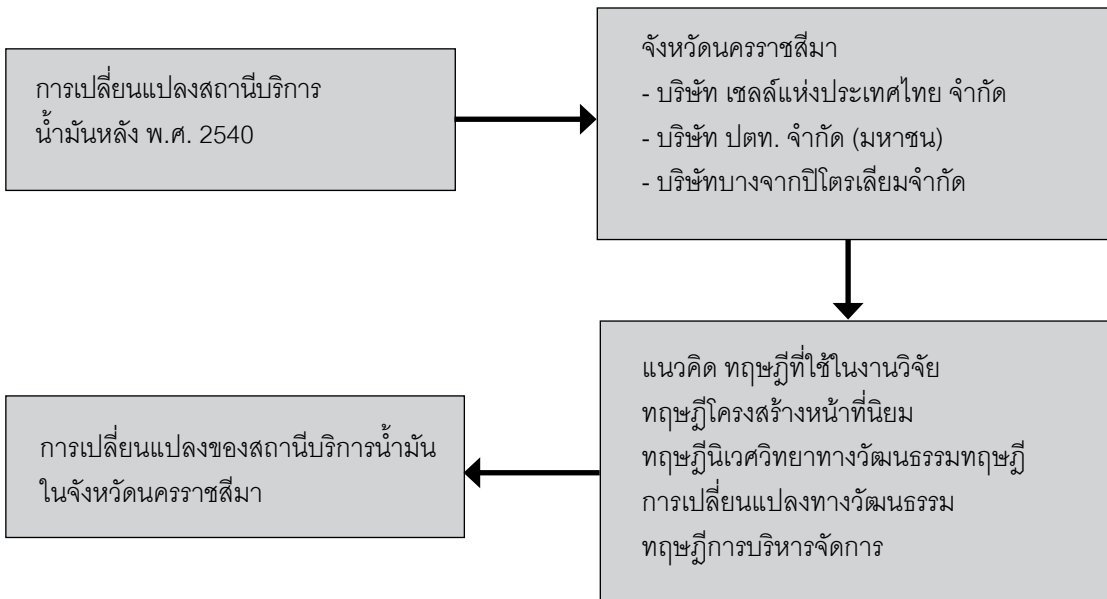 การเปลี่ยนแปลงสถานีบริการ
น้ำมันหลัง พ.ศ. 2540
จังหวัดนครราชสีมา
- บริษัท เชลล์แห่งประเทศไทย จำกัด
- บริษัท ปตท. จำกัด (มหาชน)
- บริษัทบางจากปิโตรเลียมจำกัด
แนวคิด ทฤษฎีที่ใช้ในงานวิจัย
ทฤษฎีโครงสร้างหน้าที่นิยม
ทฤษฎีนิเวศวิทยาทางวัฒนธรรมทฤษฎี
การเปลี่ยนแปลงทางวัฒนธรรม
ทฤษฎีการบริหารจัดการ
การเปลี่ยนแปลงของสถานีบริการน้ำมัน
ในจังหวัดนครราชสีมา